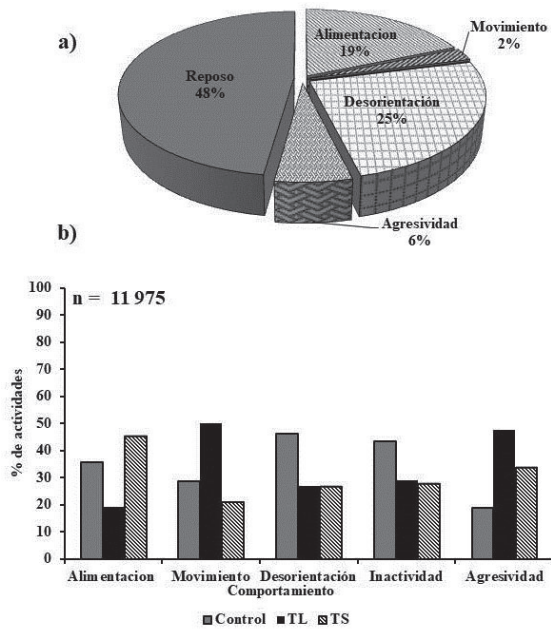 a)
Alimentacion
19%
Movimiento
2%
Reposo
48%
Desorientación
25%
Agresividad
6%
b)
n = 11 975
% de actividades
100
90
80
70
60
50
40
30
20
10
0
Alimentacion Movimiento Desorientación Inactividad Agresividad
Comportamiento
Control TL TS